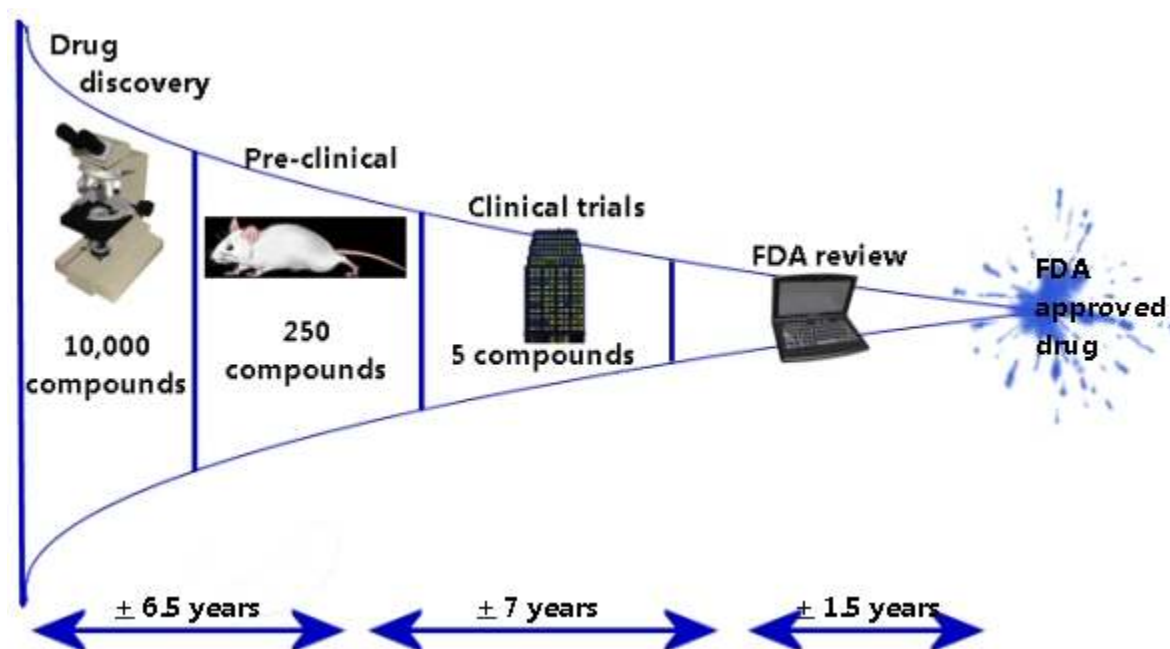 Drug
discovery
Pre-clinical
Clinical trials
FDA review
FDA
approved
drug
10,000
compounds
250
compounds
5 compounds
± 6.5 years
± 7 years
± 1.5 years